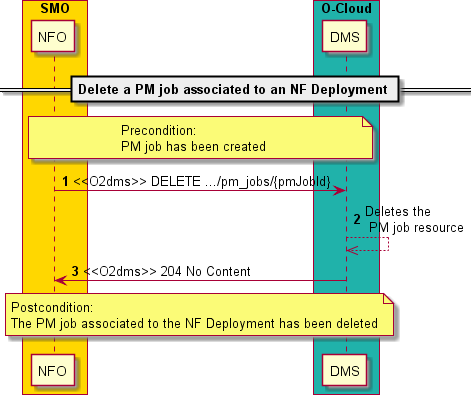 SMO
O-Cloud
NFO
DMS
Delete a PM job associated to an NF Deployment
Precondition:
PM job has been created
1 <<O2dms>> DELETE .../pm_jobs/{pmJobId}
2 Deletes the
PM job resource
3 <<O2dms>> 204 No Content
Postcondition:
The PM job associated to the NF Deployment has been deleted
NFO
DMS